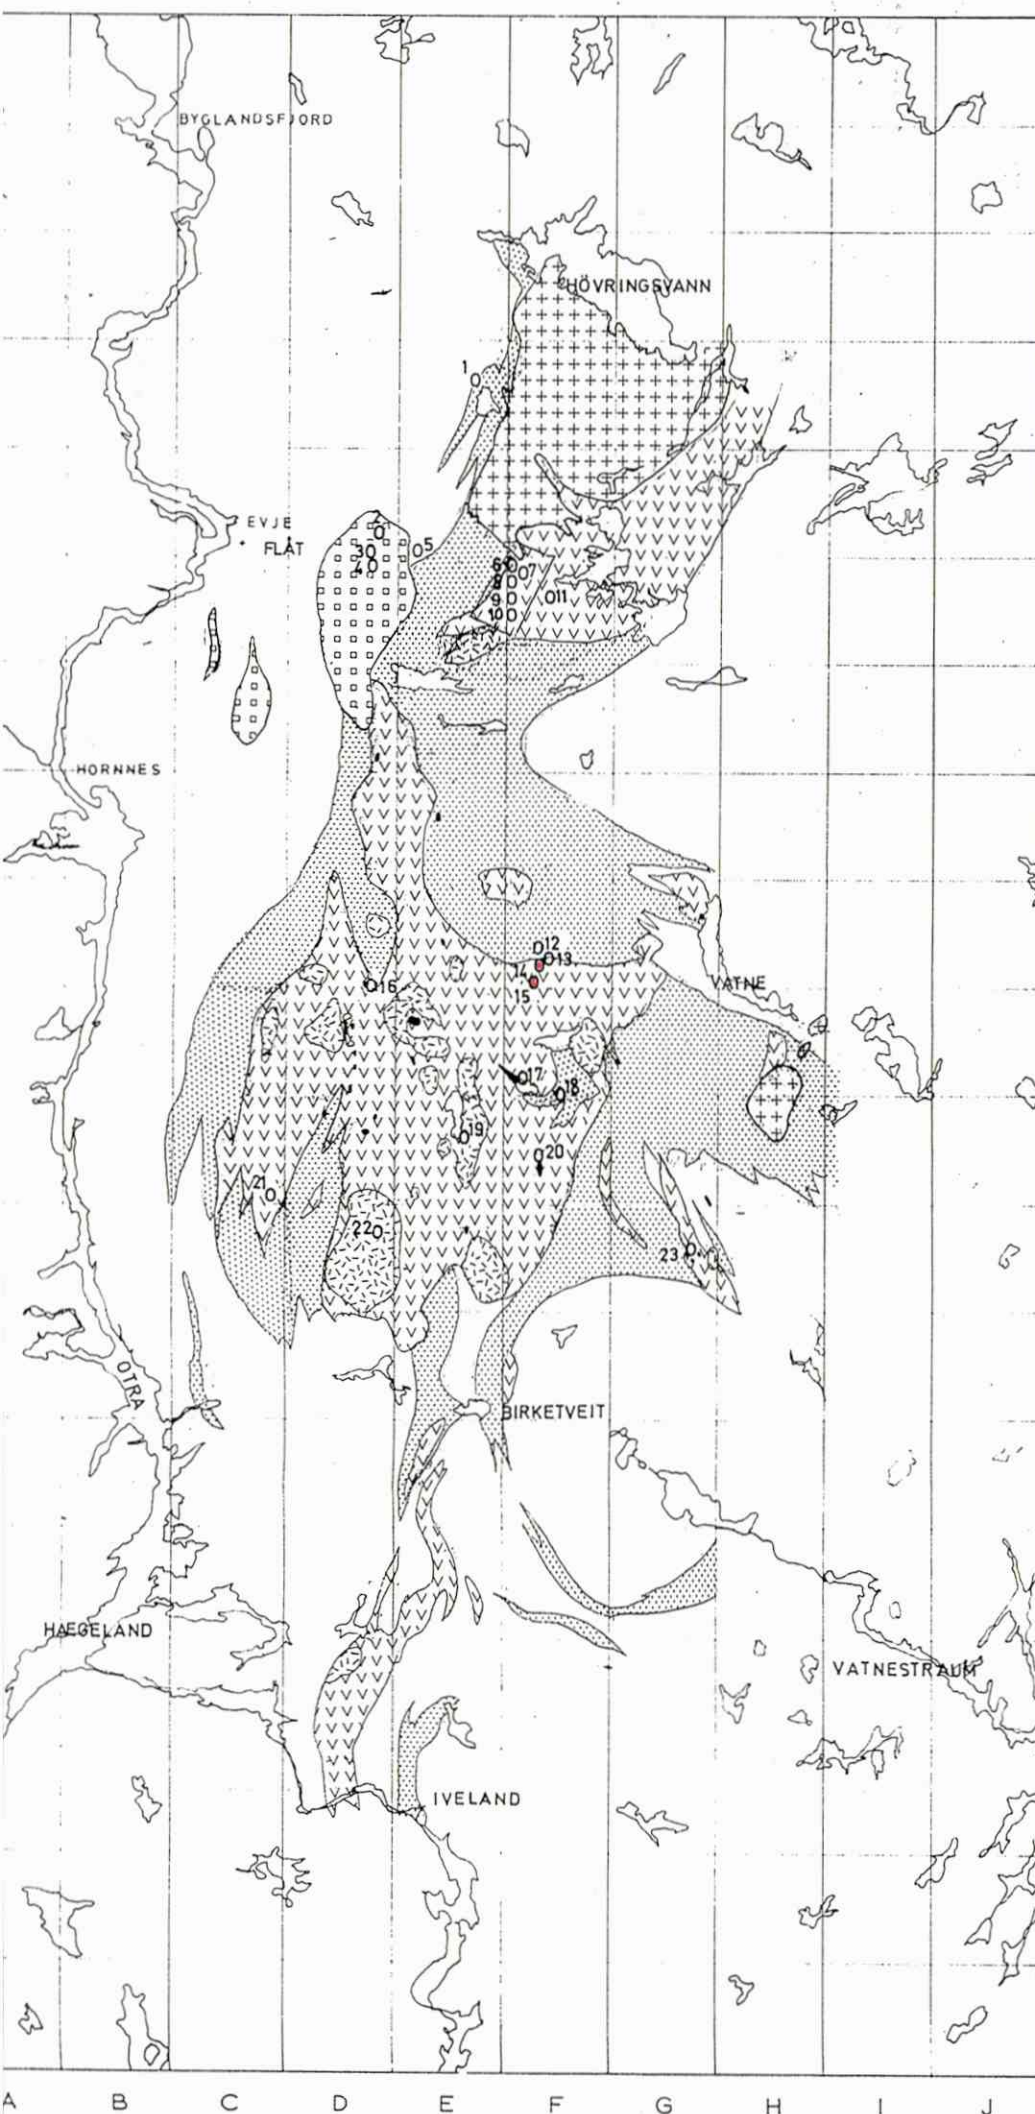 BYGLANDSFJORD
HÖVRINGSVANN
1
EVJE
FLÅT
2
3
4
5
6
7
8
9
10
11
HORNNES
12
13
14
15
VATNE
16
17
18
19
20
21
22
23
OTRA
BIRKETVEIT
HÆGELAND
VATNESTRAUM
IVELAND
A B C D E F G H I J